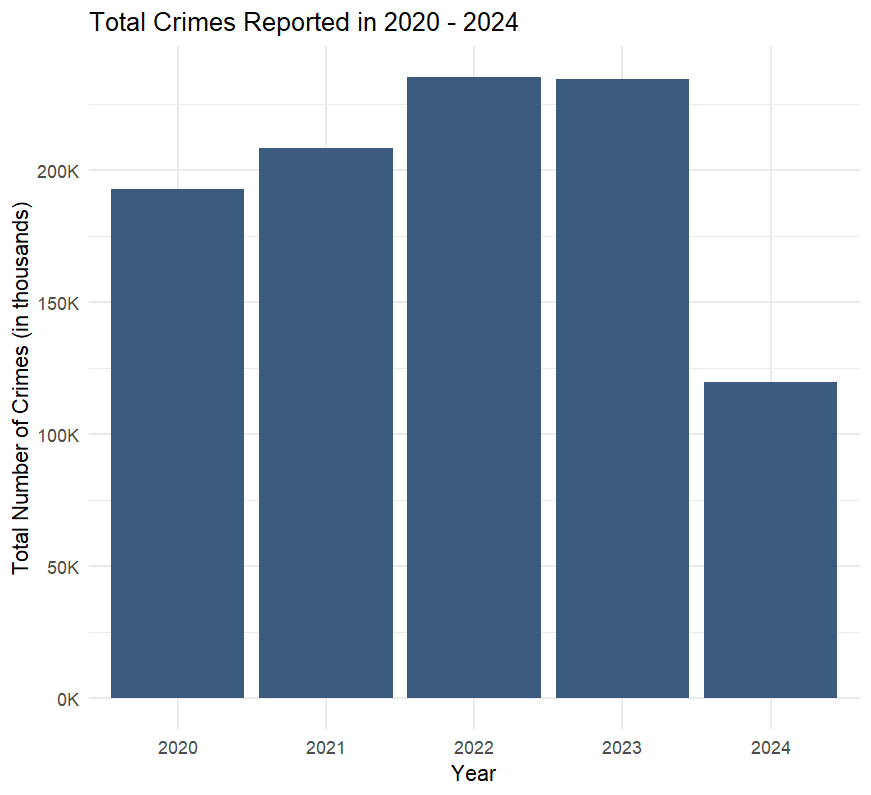 Total Crimes Reported in 2020 - 2024
Total Number of Crimes (in thousands)
200K
150K
100K
50K
0K
2020 2021 2022 2023 2024
Year